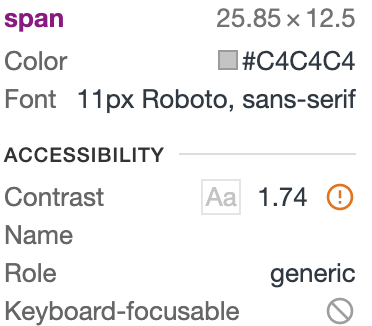 span 25.85 × 12.5
Color #C4C4C4
Font 11px Roboto, sans-serif
ACCESSIBILITY
Contrast Aa 1.74
Name
Role generic
Keyboard-focusable